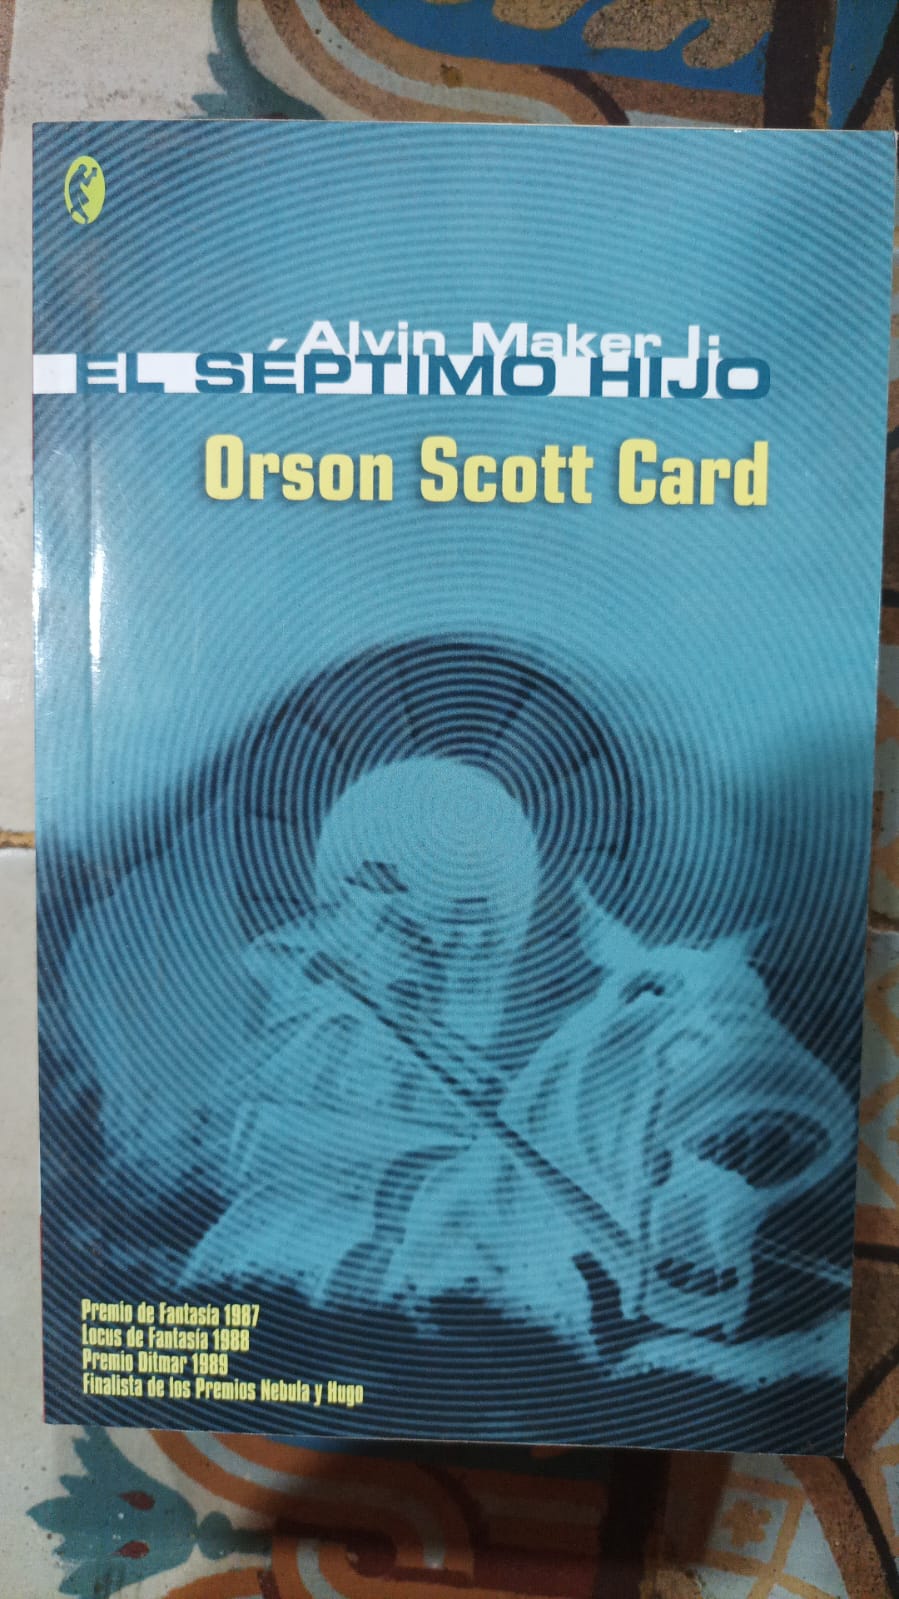 Alvin Maker I:
EL SÉPTIMO HIJO
Orson Scott Card
Premio de Fantasía 1987
Locus de Fantasía 1988
Premio Ditmar 1989
Finalista de los Premios Nebula y Hugo